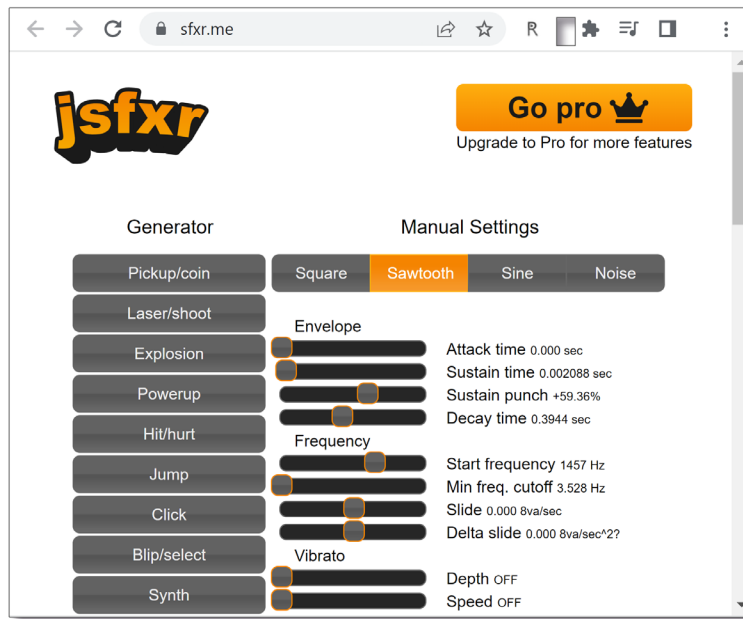 sfxr.me
jsfxr
Go pro
Upgrade to Pro for more features
Generator
Manual Settings
Pickup/coin
Square Sawtooth Sine Noise
Laser/shoot
Explosion
Powerup
Hit/hurt
Jump
Click
Blip/select
Synth
Envelope
Attack time 0.000 sec
Sustain time 0.002088 sec
Sustain punch +59.36%
Decay time 0.3944 sec
Frequency
Start frequency 1457 Hz
Min freq. cutoff 3.528 Hz
Slide 0.000 8va/sec
Delta slide 0.000 8va/sec^2?
Vibrato
Depth OFF
Speed OFF